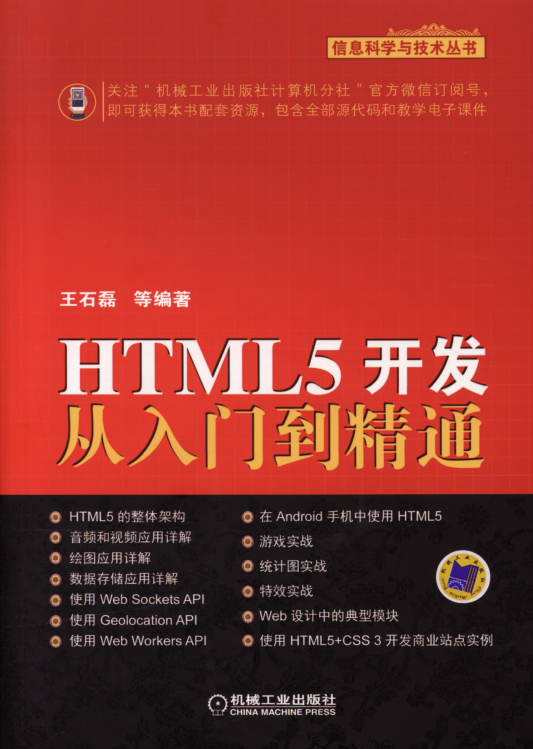 信息科学与技术丛书
关注“机械工业出版社计算机分社”官方微信订阅号，
即可获得本书配套资源，包含全部源代码和教学电子课件
王石磊 等编著
HTML5 开发
从入门到精通
HTML5 的整体架构
音频和视频应用详解
绘图应用详解
数据存储应用详解
使用 Web Sockets API
使用 Geolocation API
使用 Web Workers API
在 Android 手机中使用 HTML5
游戏实战
统计图实战
特效实战
Web 设计中的典型模块
使用 HTML5+CSS 3 开发商业站点实例
机械工业出版社
CHINA MACHINE PRESS